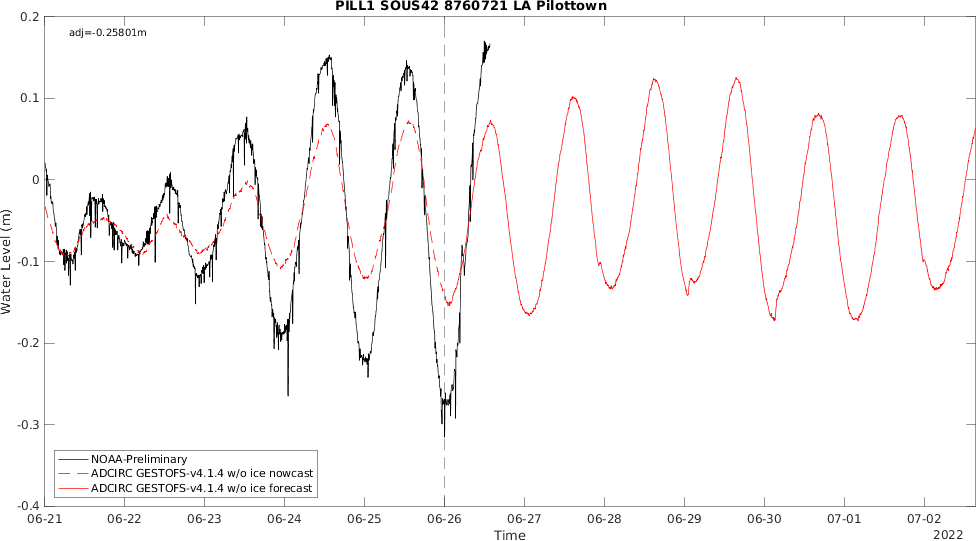 PILL1 SOUS42 8760721 LA Pilottown
adj=-0.25801m
0.2
0.1
0
-0.1
-0.2
-0.3
-0.4
Water Level (m)
NOAA-Preliminary
ADCIRC GESTOFS-v4.1.4 w/o ice nowcast
ADCIRC GESTOFS-v4.1.4 w/o ice forecast
06-21 06-22 06-23 06-24 06-25 06-26 06-27 06-28 06-29 06-30 07-01 07-02
Time
2022